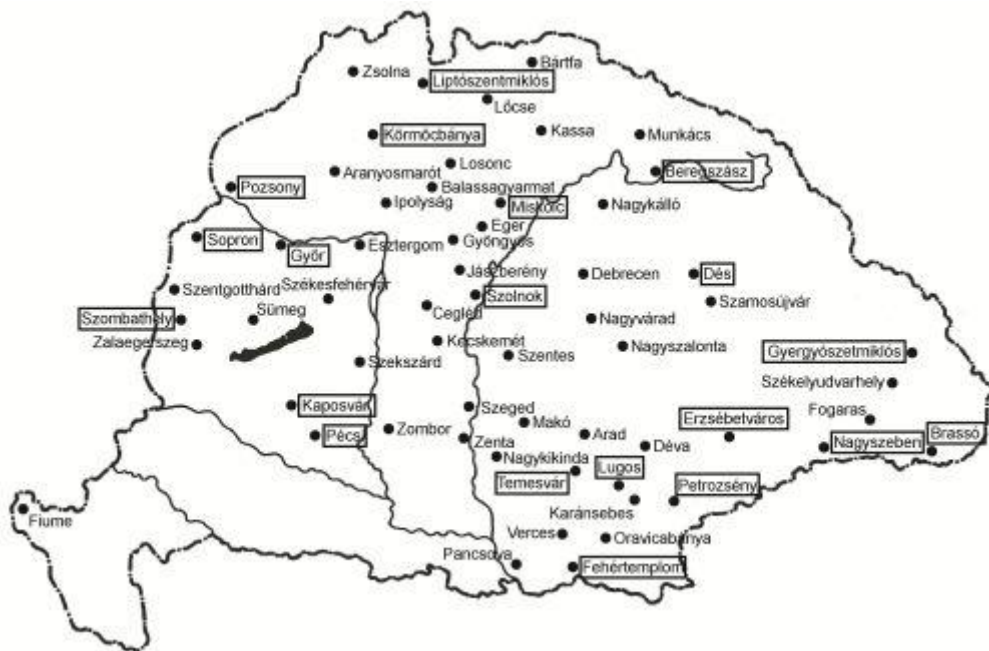 Bártfa
Zsolna
Liptószentmiklós
Lőcse
Körmöcbánya
Kassa
Munkács
Losonc
Aranyosmarót
Beregszász
Pozsony
Balassagyarmat
Ipolyság
Miskolc
Nagykálló
Eger
Sopron
Győr
Esztergom
Gyöngyös
Jászberény
Debrecen
Dés
Székesfehérvár
Szentgotthárd
Szolnok
Szamosújvár
Sümeg
Cegléd
Szombathely
Nagyvárad
Zalaegerszeg
Kecskemét
Szentes
Nagyszalonta
Gyergyószetmiklós
Szekszárd
Székelyudvarhely
Kaposvár
Szeged
Fogaras
Erzsébetváros
Makó
Pécs
Zombor
Zenta
Arad
Déva
Nagyszeben
Brassó
Nagykikinda
Lugos
Temesvár
Petrozsény
Karánsebes
Fiume
Verces
Oravicabánya
Pancsova
Fehértemplom